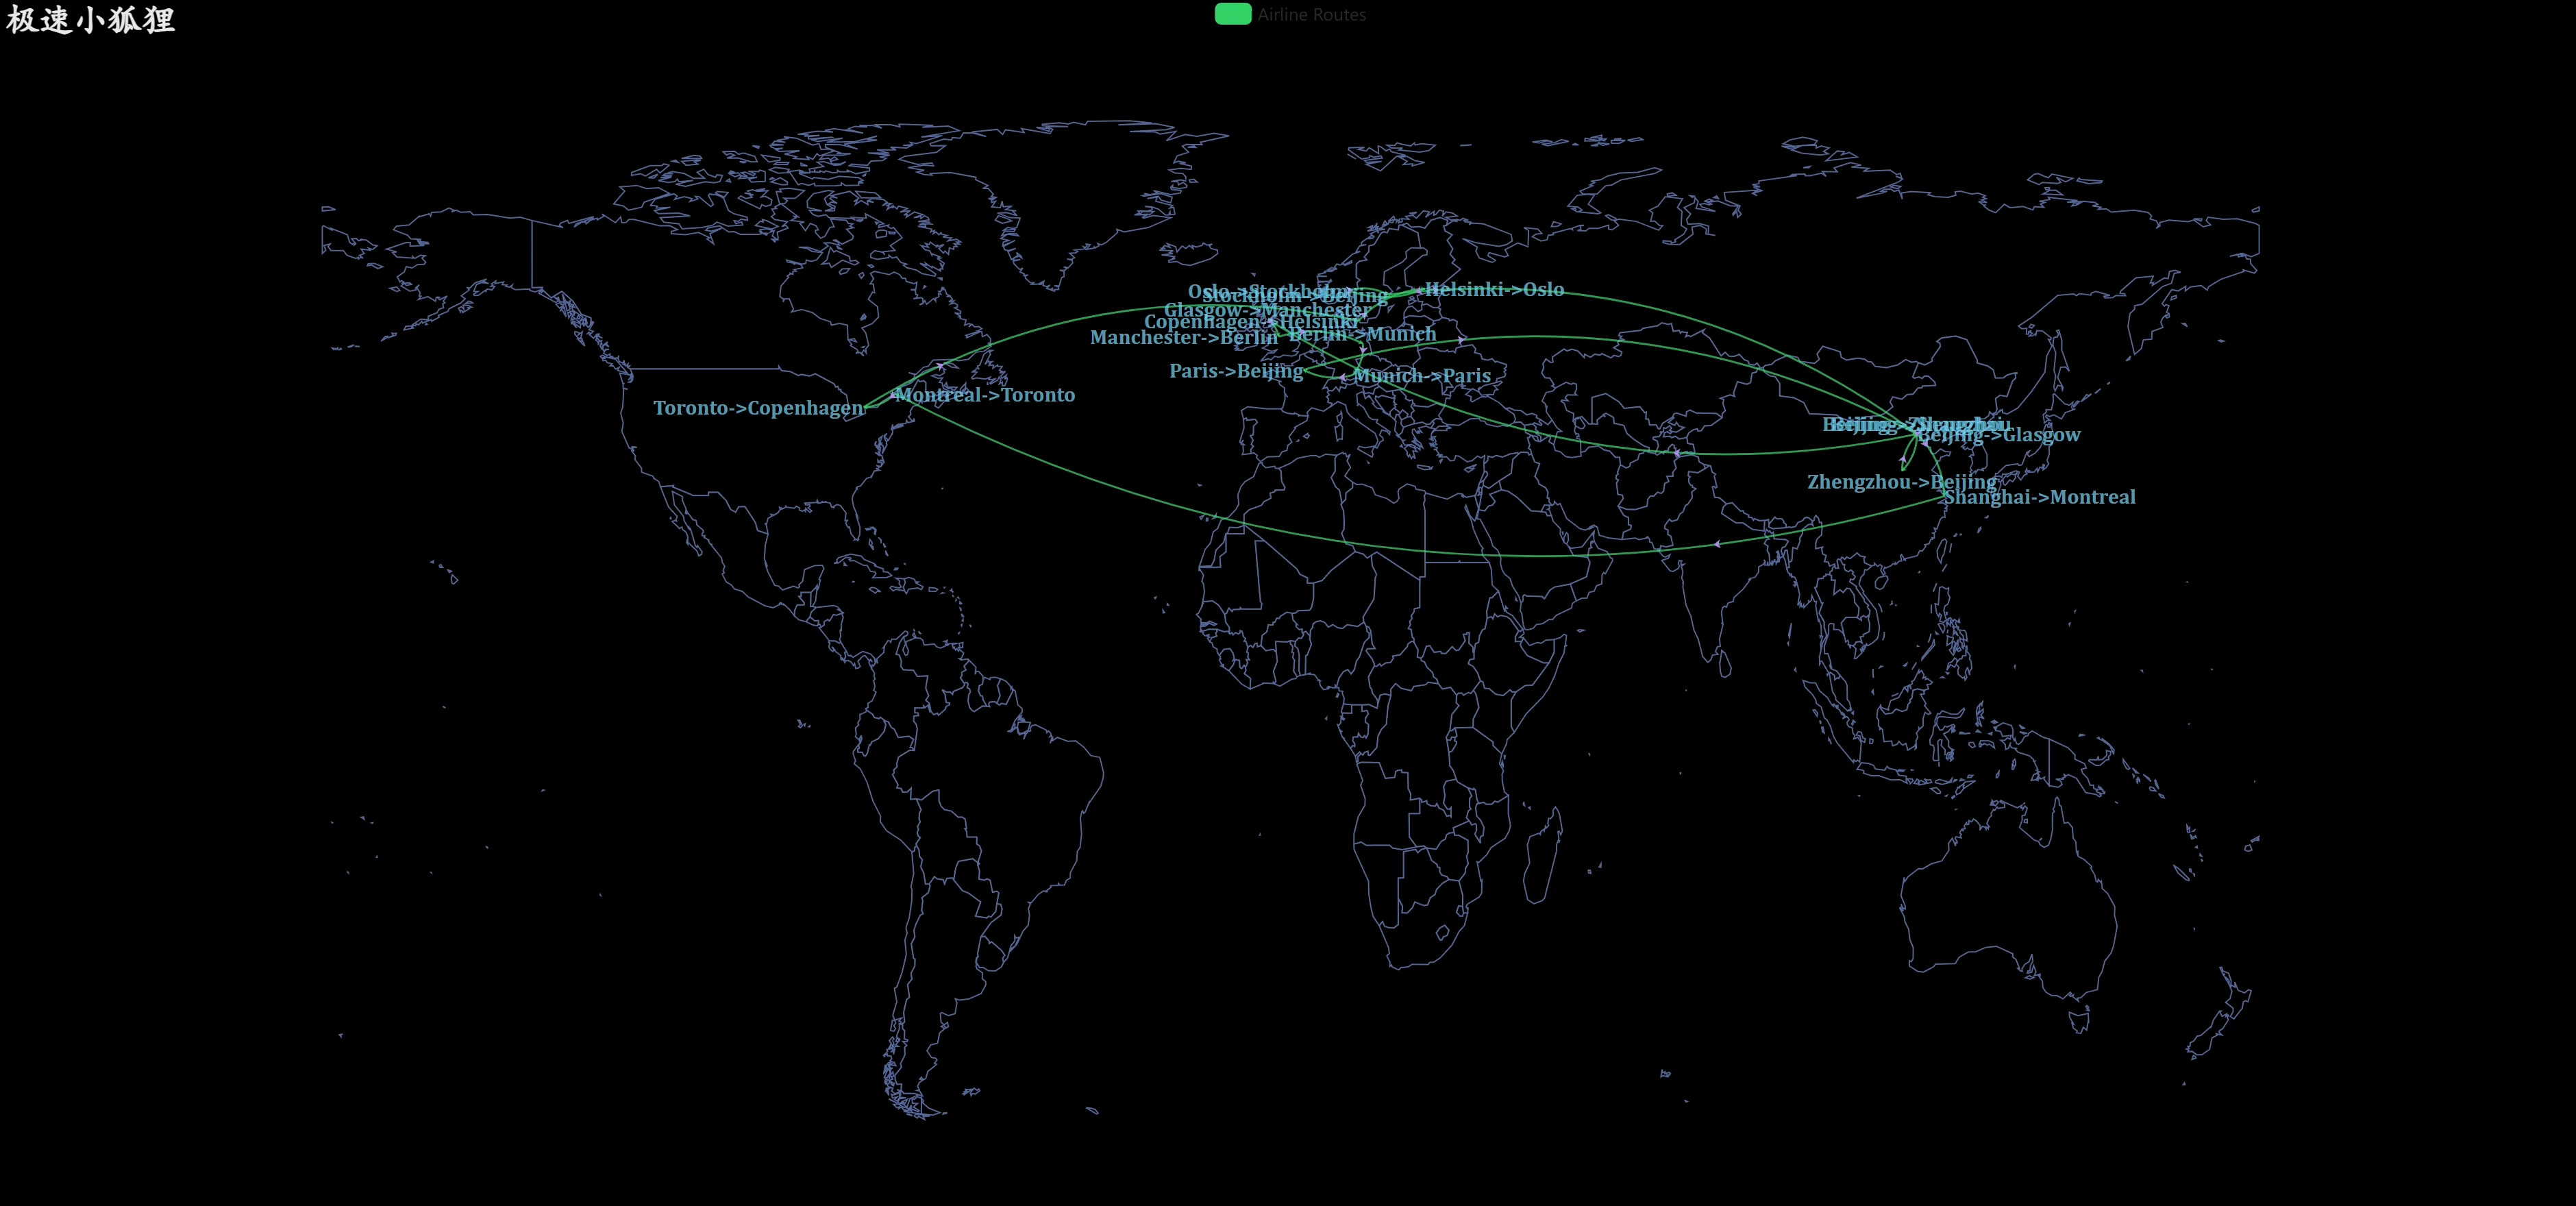 极速小狐狸
Airline Routes
Oslo->Stockholm
Helsinki->Oslo
Stockholm->Beijing
Glasgow->Manchester
Copenhagen->Helsinki
Berlin->Munich
Manchester->Berlin
Paris->Beijing
Munich->Paris
Montreal->Toronto
Toronto->Copenhagen
Beijing->Zhengzhou
Beijing->Shanghai
Beijing->Glasgow
Zhengzhou->Beijing
Shanghai->Montreal